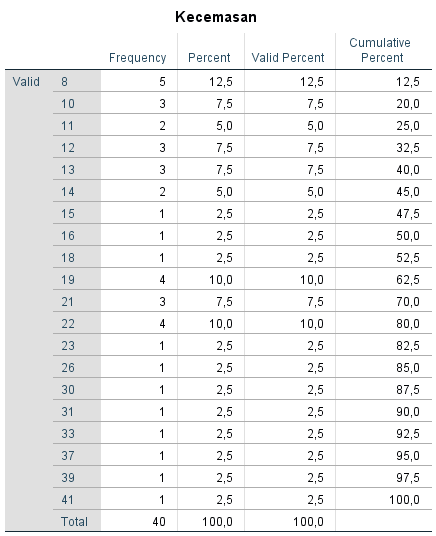 Kecemasan
Frequency Percent Valid Percent Cumulative Percent
Valid 8 5 12,5 12,5 12,5
10 3 7,5 7,5 20,0
11 2 5,0 5,0 25,0
12 3 7,5 7,5 32,5
13 3 7,5 7,5 40,0
14 2 5,0 5,0 45,0
15 1 2,5 2,5 47,5
16 1 2,5 2,5 50,0
18 1 2,5 2,5 52,5
19 4 10,0 10,0 62,5
21 3 7,5 7,5 70,0
22 4 10,0 10,0 80,0
23 1 2,5 2,5 82,5
26 1 2,5 2,5 85,0
30 1 2,5 2,5 87,5
31 1 2,5 2,5 90,0
33 1 2,5 2,5 92,5
37 1 2,5 2,5 95,0
39 1 2,5 2,5 97,5
41 1 2,5 2,5 100,0
Total 40 100,0 100,0